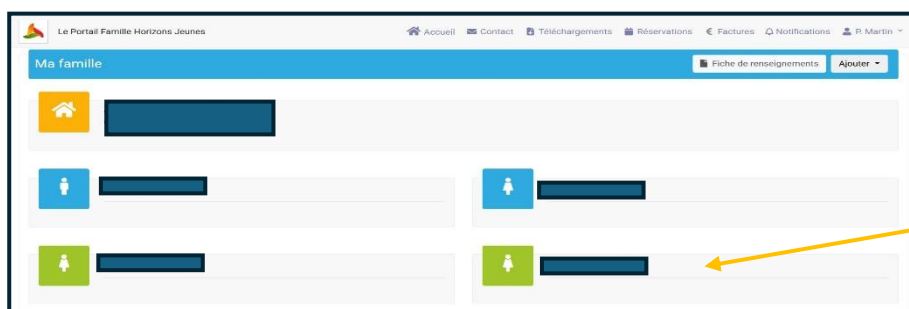 Le Portail Famille Horizons Jeunes Accueil Contact Téléchargements Réservations € Factures Notifications P. Martin
Ma famille Fiche de renseignements Ajouter